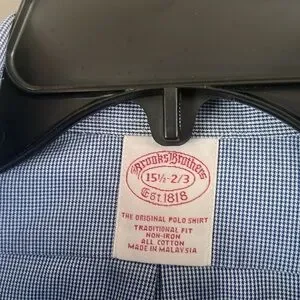 Brooks Brothers
15½-2/3
Est. 1818
THE ORIGINAL POLO SHIRT
TRADITIONAL FIT
NON-IRON
ALL COTTON
MADE IN MALAYSIA